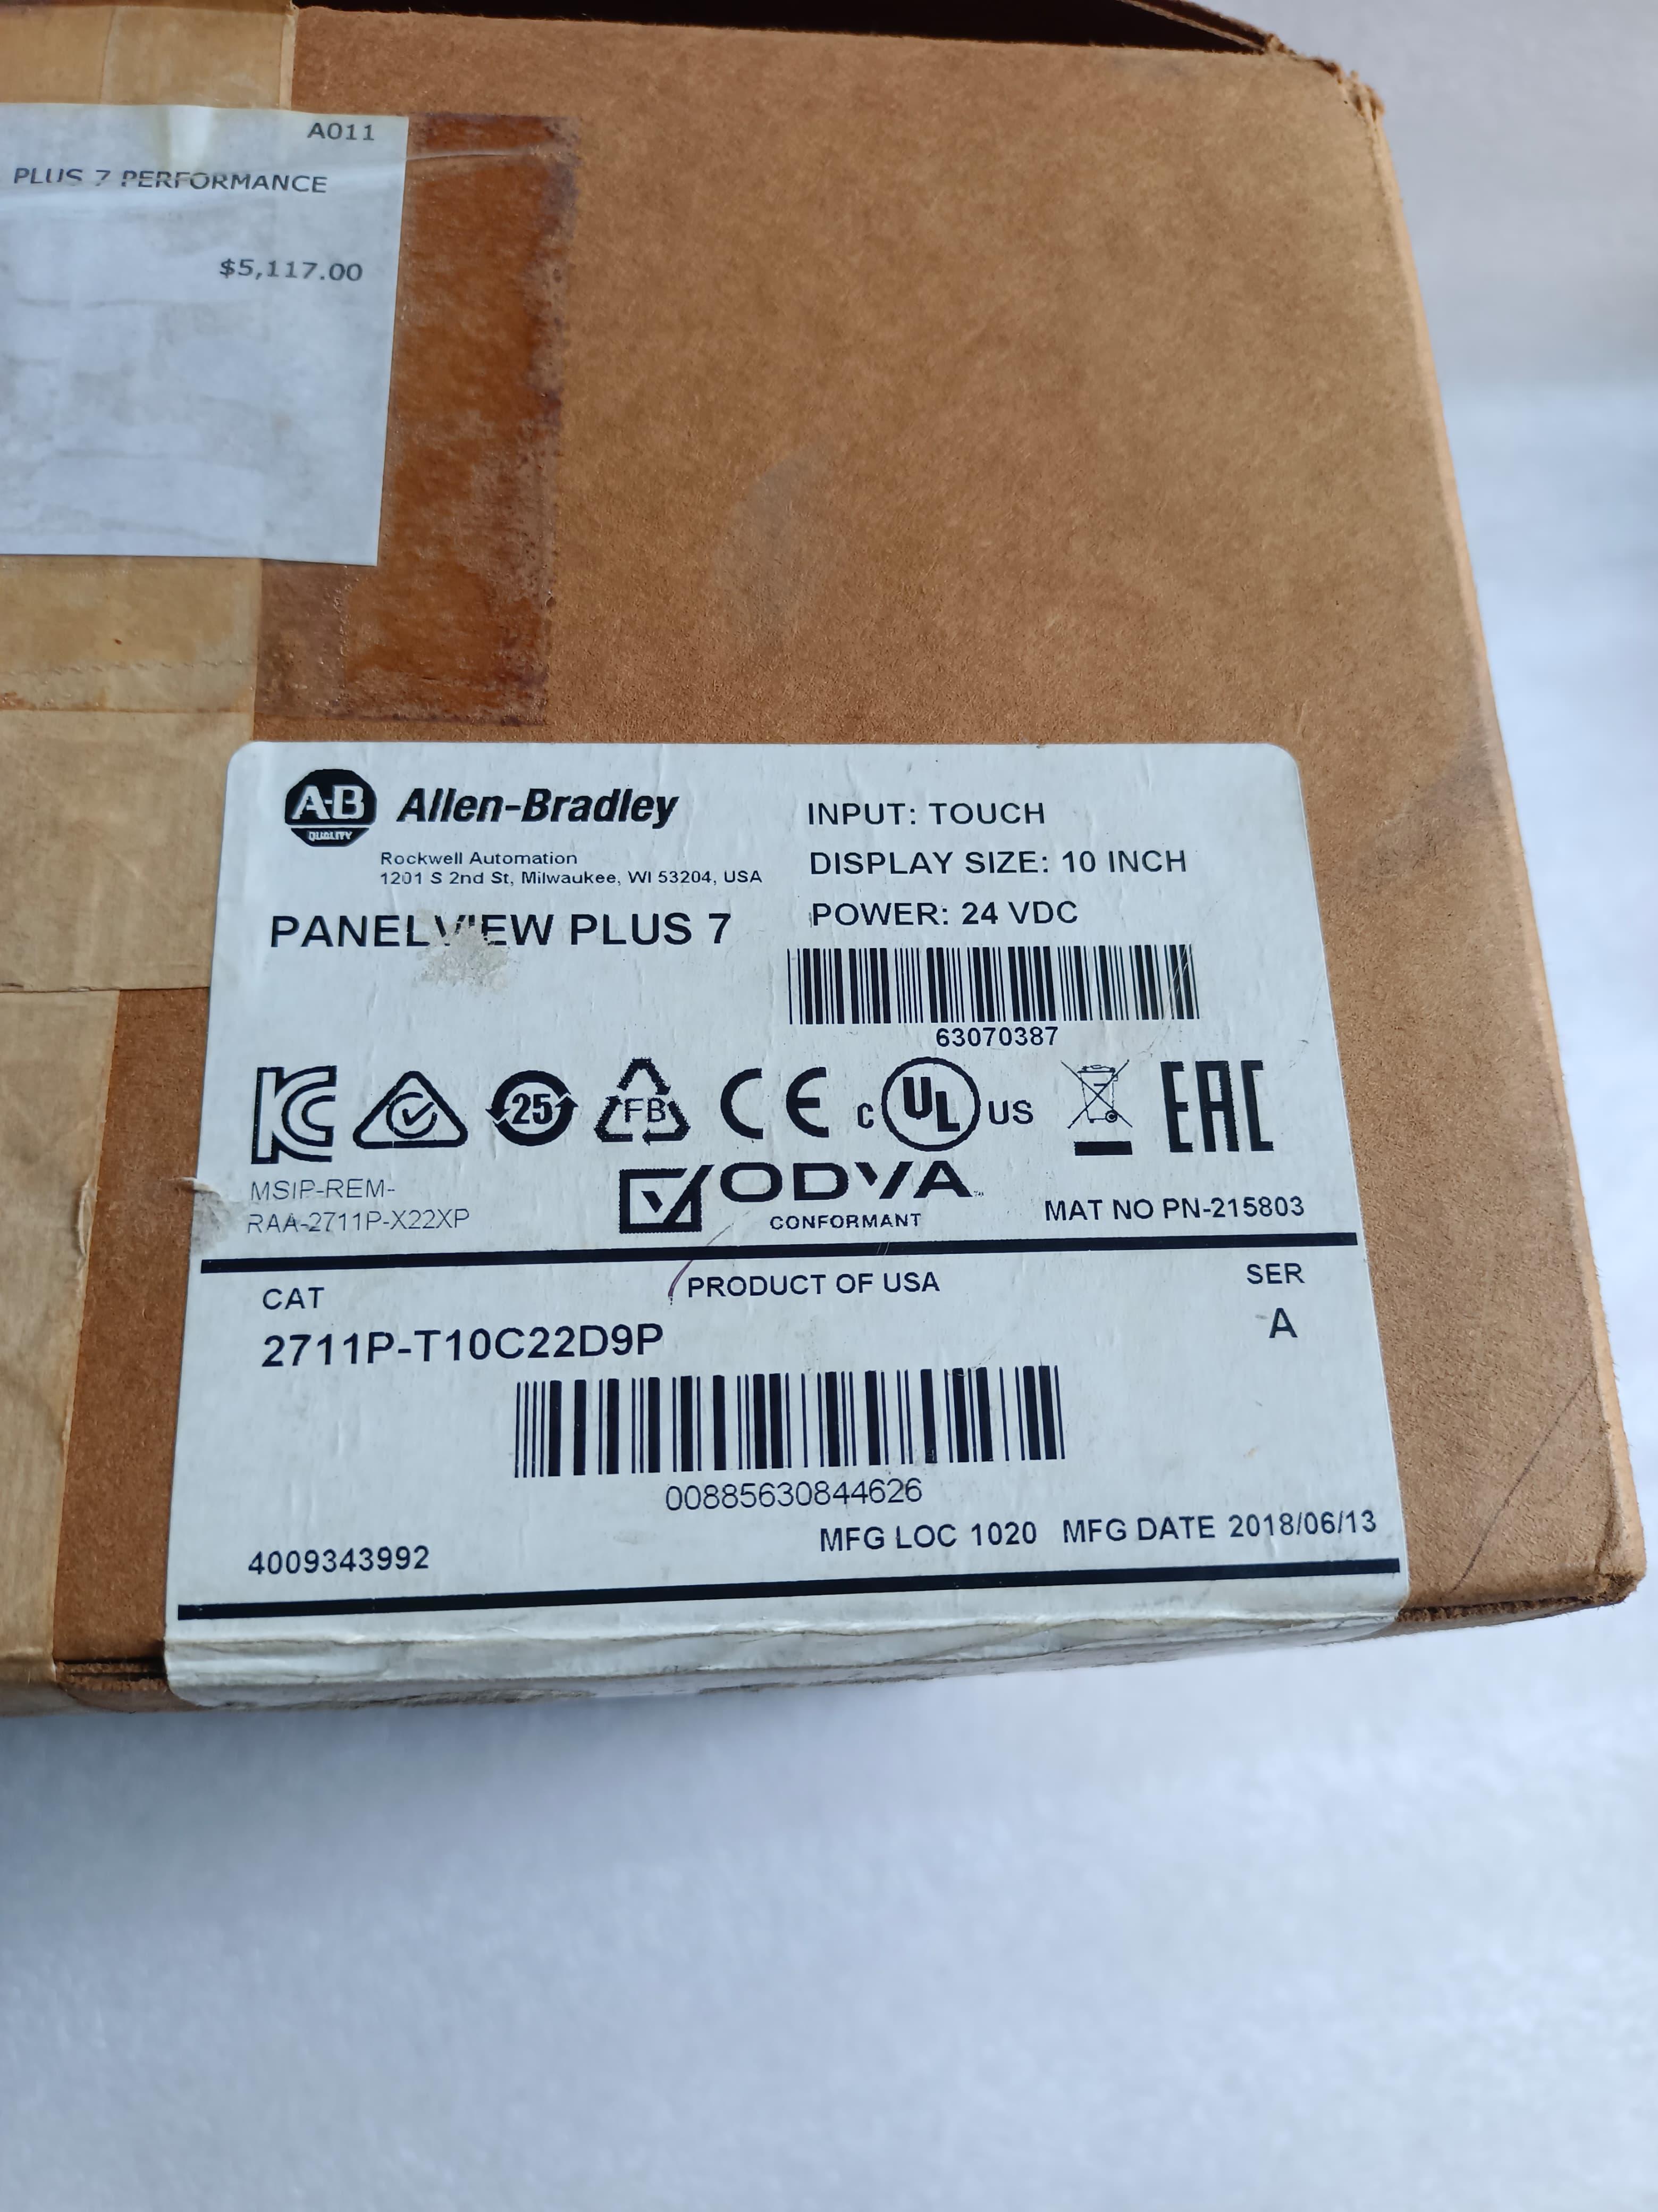 A011
PLUS 7 PERFORMANCE
$5,117.00
A-B
QUALITY
Allen-Bradley
Rockwell Automation
1201 S 2nd St, Milwaukee, WI 53204, USA
PANELVIEW PLUS 7
INPUT: TOUCH
DISPLAY SIZE: 10 INCH
POWER: 24 VDC
63070387
KC
25
FB
CE
C UL US
EAC
MSIP-REM-
RAA-2711P-X22XP
ODVA
CONFORMANT
MAT NO PN-215803
CAT
PRODUCT OF USA
SER
2711P-T10C22D9P
A
00885630844626
4009343992
MFG LOC 1020 MFG DATE 2018/06/13